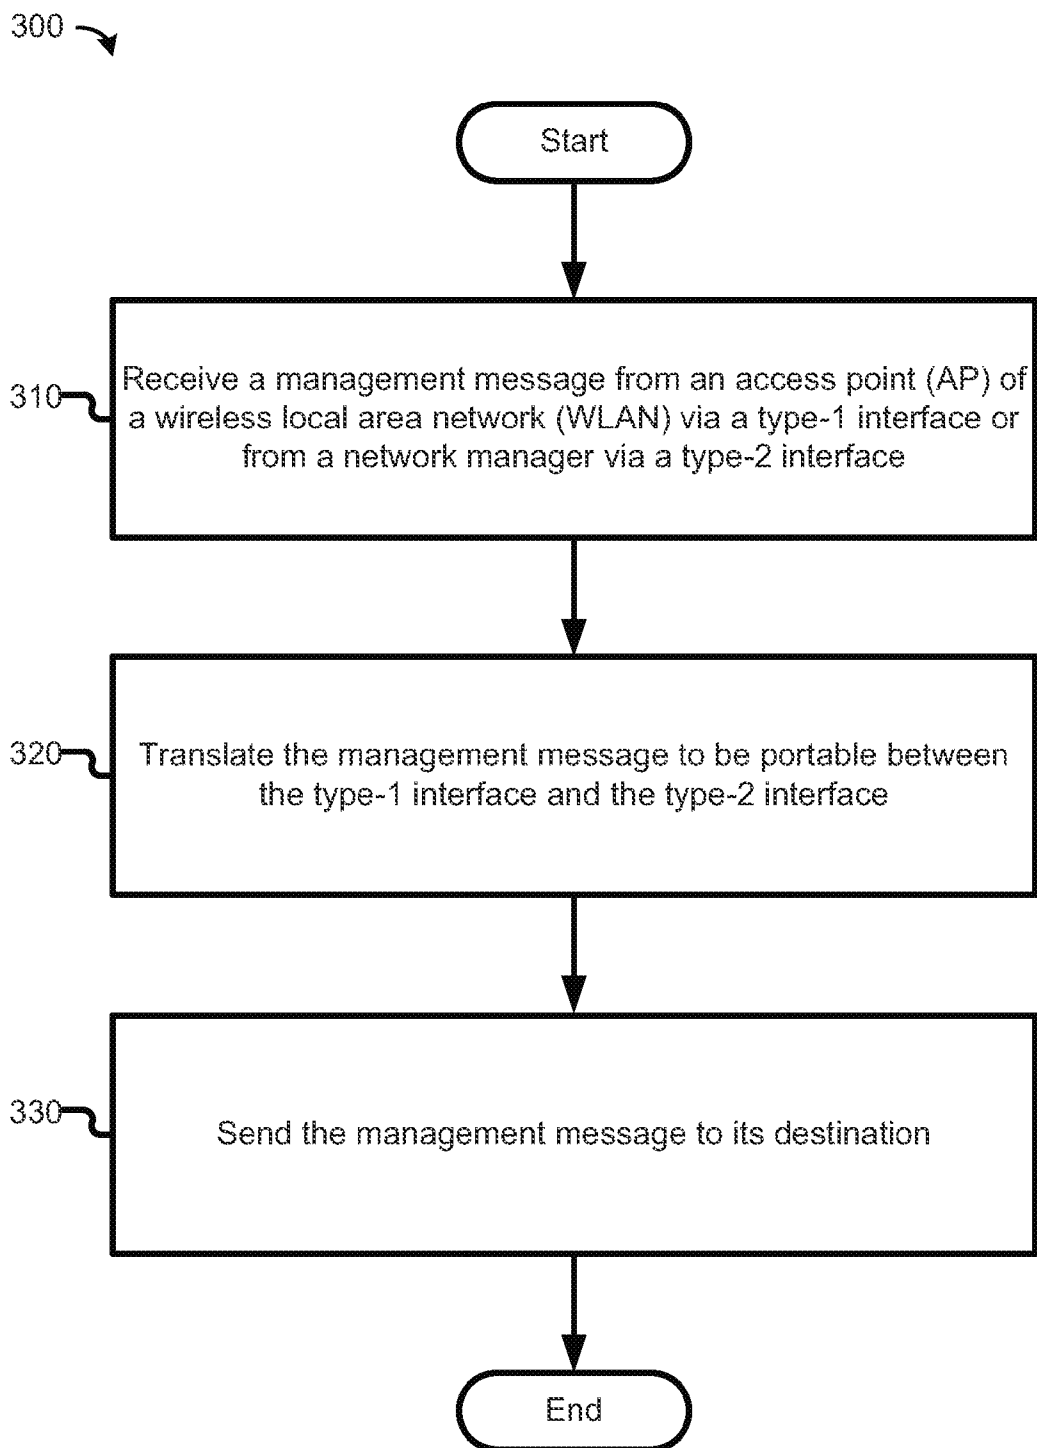 300
Start
310
Receive a management message from an access point (AP) of
a wireless local area network (WLAN) via a type-1 interface or
from a network manager via a type-2 interface
320
Translate the management message to be portable between
the type-1 interface and the type-2 interface
330
Send the management message to its destination
End